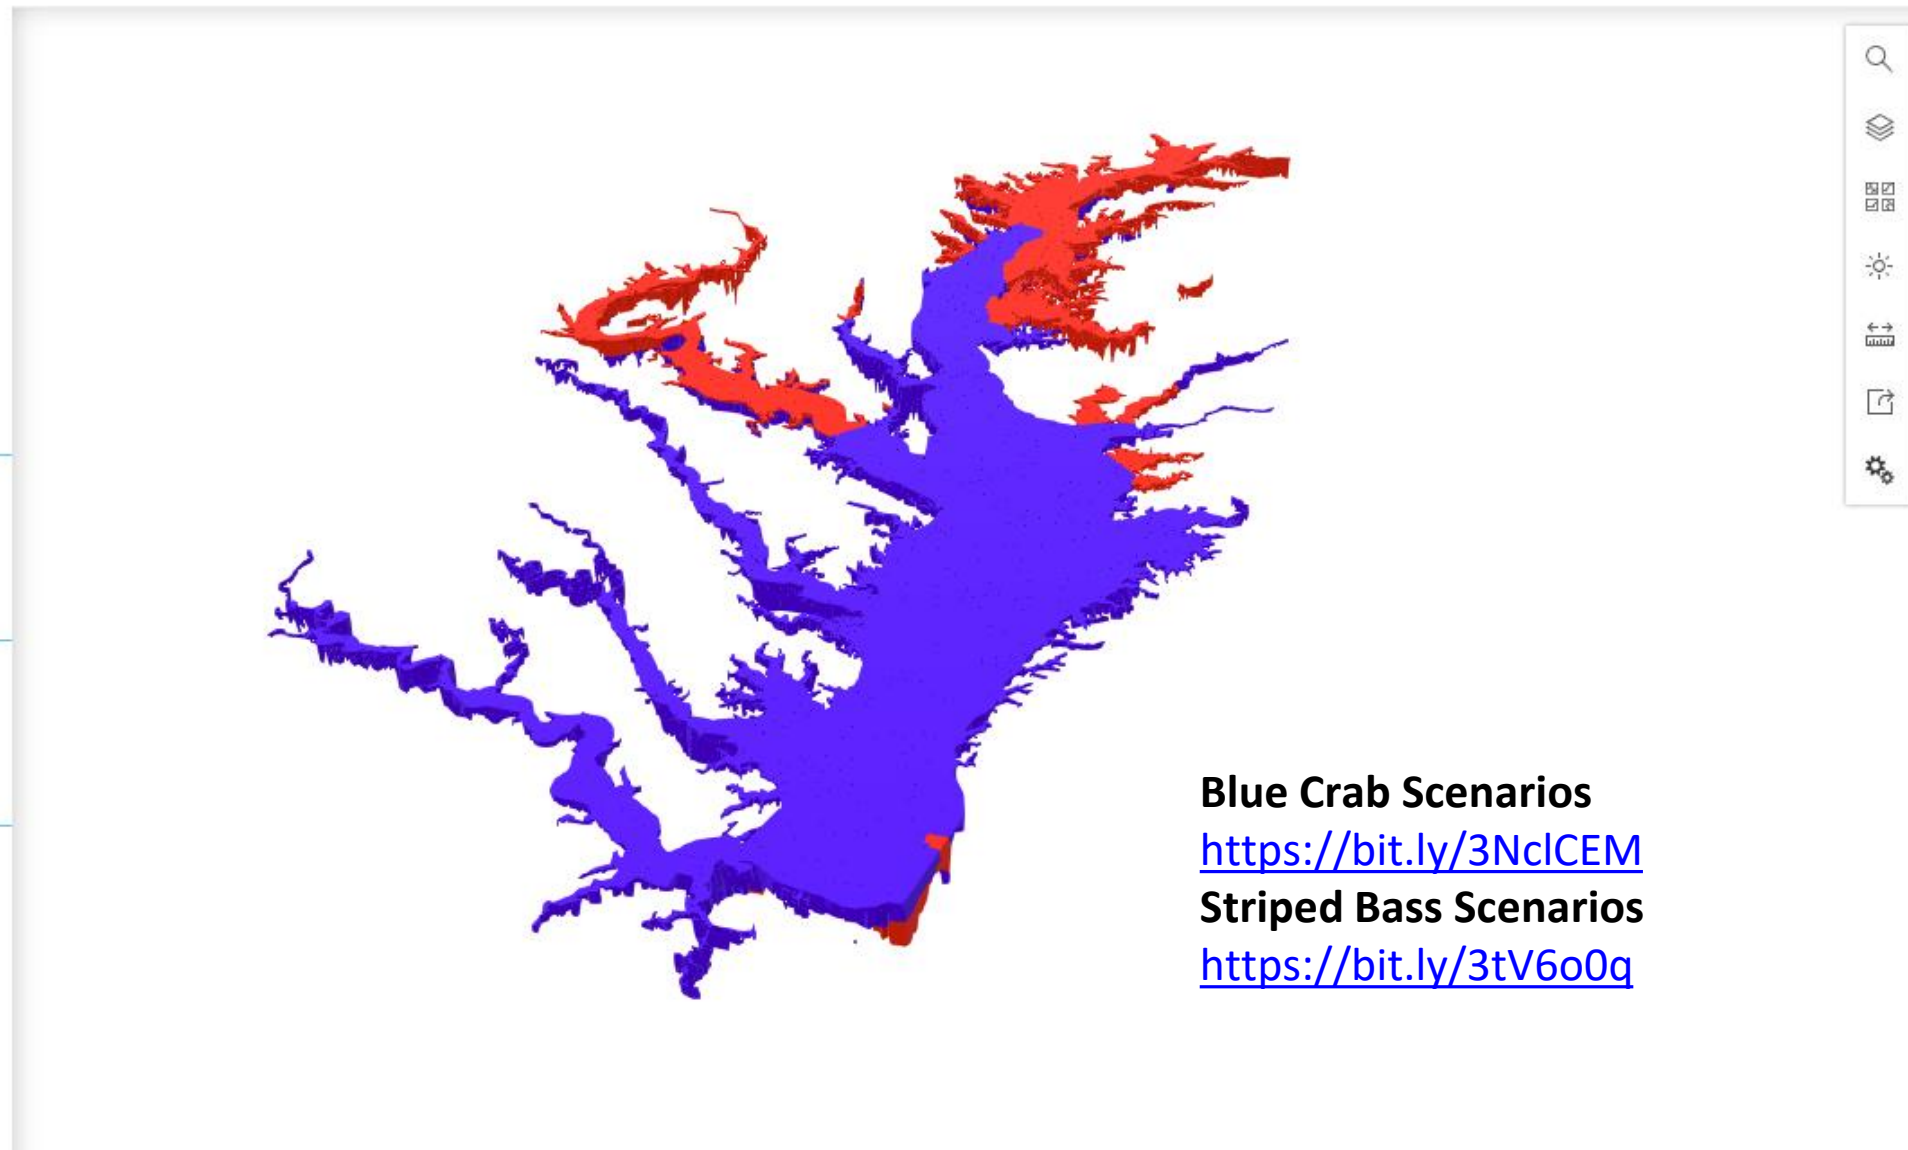 Blue Crab Scenarios
https://bit.ly/3NclCEM
Striped Bass Scenarios
https://bit.ly/3tV6o0q